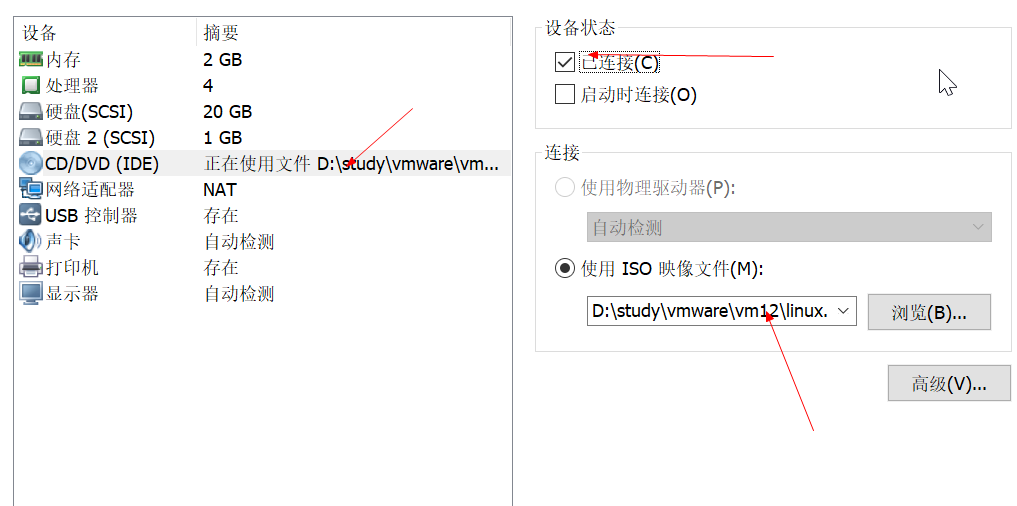 设备 摘要
内存 2 GB
处理器 4
硬盘(SCSI) 20 GB
硬盘 2 (SCSI) 1 GB
CD/DVD (IDE) 正在使用文件 D:\study\vmware\vm...
网络适配器 NAT
USB 控制器 存在
声卡 自动检测
打印机 存在
显示器 自动检测
设备状态
已连接(C)
启动时连接(O)
连接
使用物理驱动器(P):
自动检测
使用 ISO 映像文件(M):
D:\study\vmware\vm12\linux.
浏览(B)...
高级(V)...